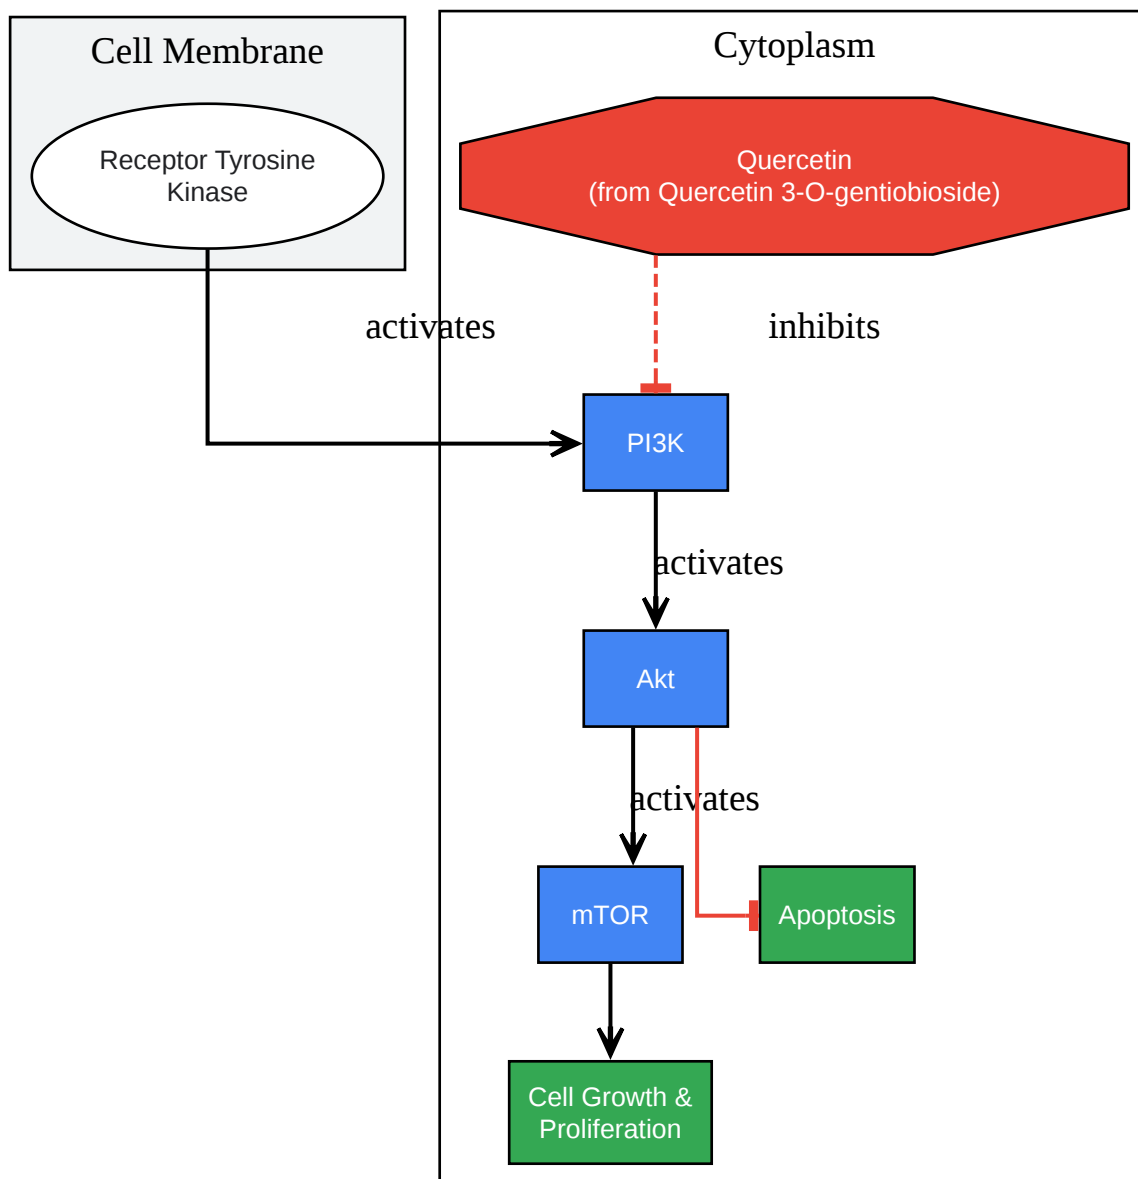 Cell Membrane
Cytoplasm
Receptor Tyrosine
Kinase
Quercetin
(from Quercetin 3-O-gentiobioside)
activates
inhibits
PI3K
activates
Akt
activates
mTOR
Apoptosis
Cell Growth &
Proliferation